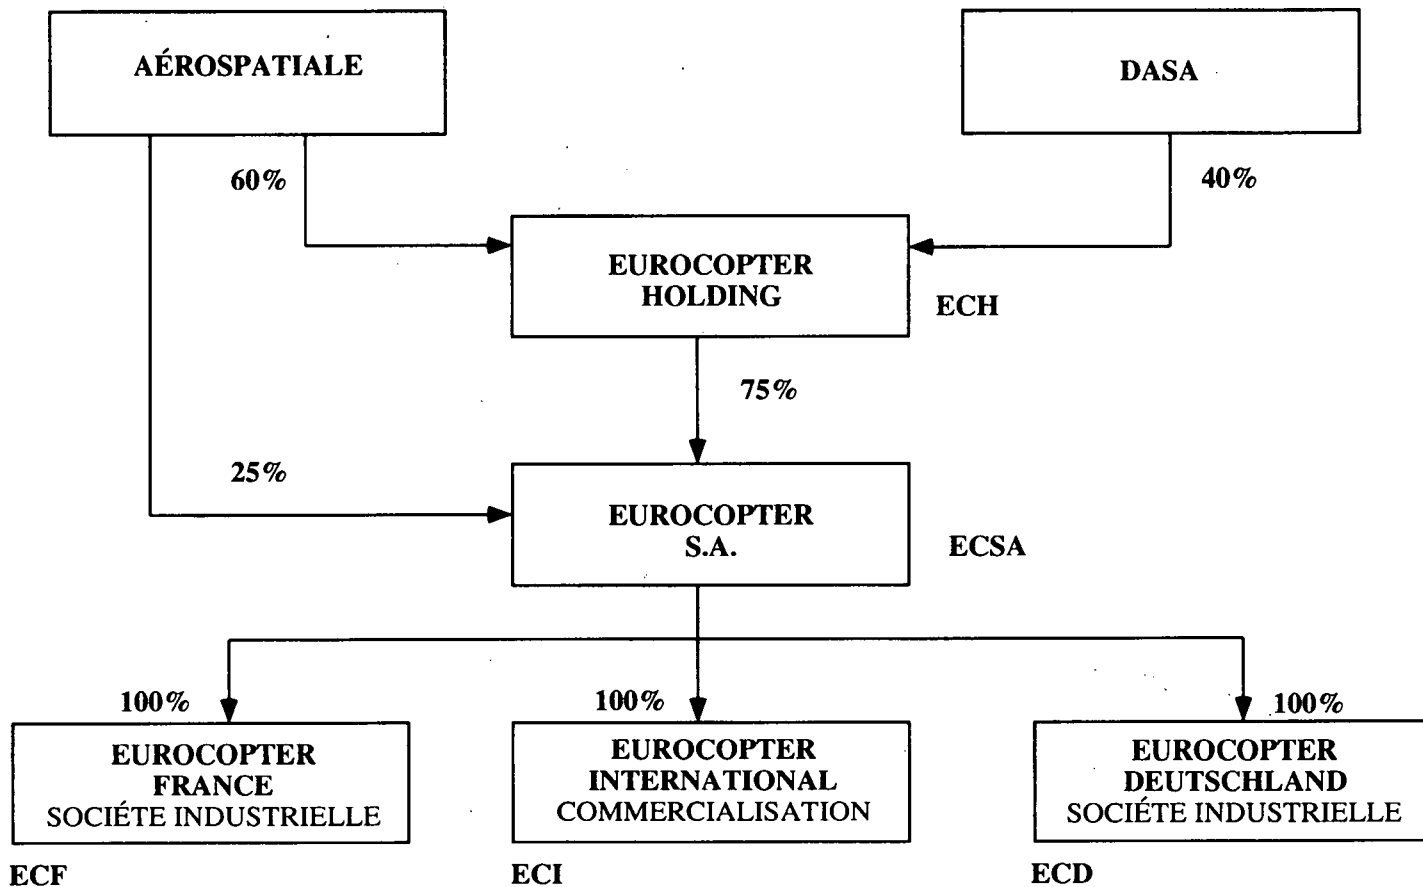 AÉROSPATIALE
DASA
60%
40%
EUROCOPTER
HOLDING
ECH
75%
25%
EUROCOPTER
S.A.
ECSA
100%
100%
100%
EUROCOPTER
FRANCE
SOCIÉTE INDUSTRIELLE
EUROCOPTER
INTERNATIONAL
COMMERCIALISATION
EUROCOPTER
DEUTSCHLAND
SOCIÉTE INDUSTRIELLE
ECF
ECI
ECD